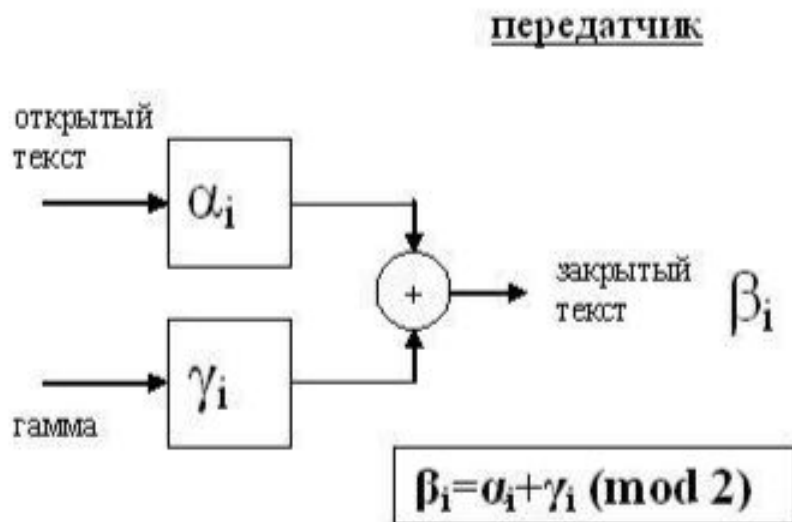 передатчик
открытый
текст
αi
+
закрытый
текст
βi
γi
гамма
βi=αi+γi (mod 2)